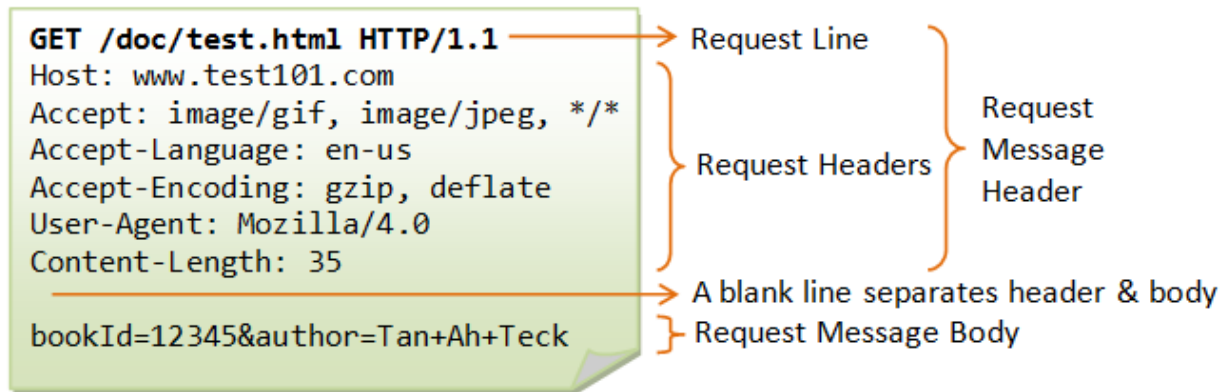 GET /doc/test.html HTTP/1.1
Host: www.test101.com
Accept: image/gif, image/jpeg, */*
Accept-Language: en-us
Accept-Encoding: gzip, deflate
User-Agent: Mozilla/4.0
Content-Length: 35
bookId=12345&author=Tan+Ah+Teck
Request Line
Request Headers
Request
Message
Header
A blank line separates header & body
Request Message Body